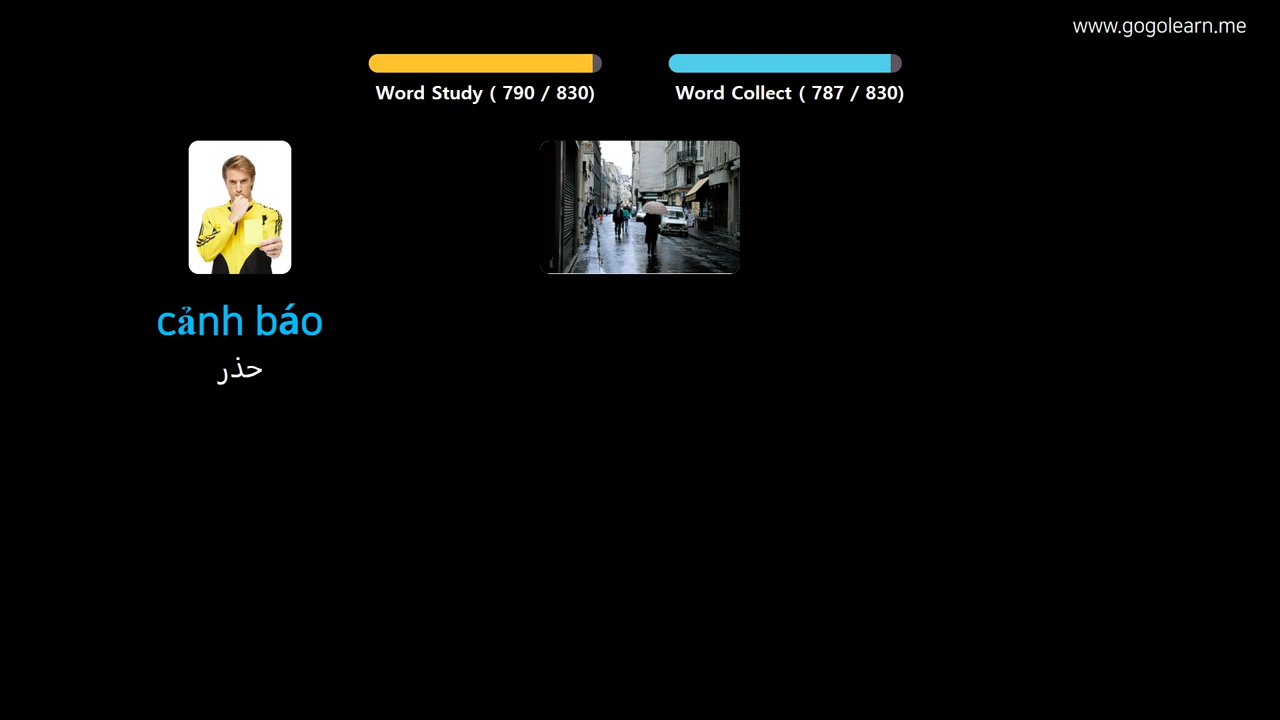 www.gogolearn.me
Word Study ( 790 / 830)
Word Collect ( 787 / 830)
cảnh báo
حذر